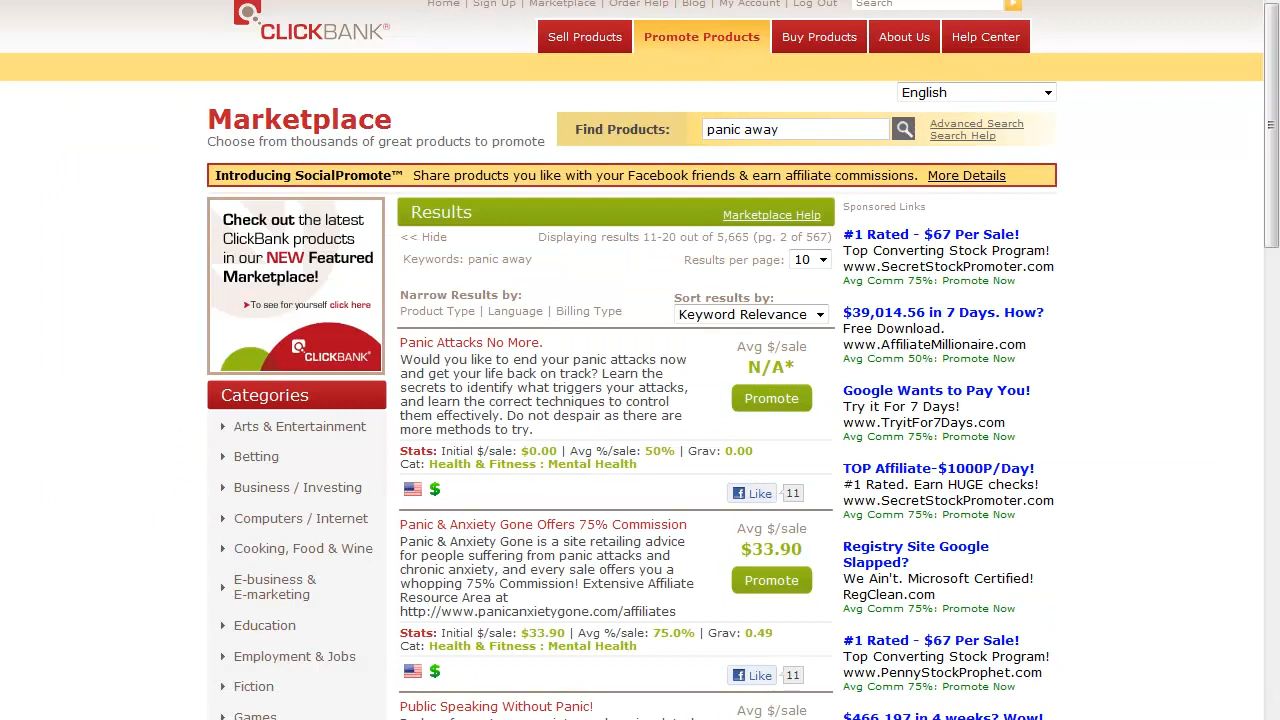 Home | Sign Up | Marketplace | Order Help | Blog | My Account | Log Out
Search
CLICKBANK®
Sell Products
Promote Products
Buy Products
About Us
Help Center
English
Marketplace
Choose from thousands of great products to promote
Find Products:
panic away
Advanced Search
Search Help
Introducing SocialPromote™ Share products you like with your Facebook friends & earn affiliate commissions. More Details
Check out the latest
ClickBank products
in our NEW Featured
Marketplace!
To see for yourself click here
CLICKBANK®
Categories
Arts & Entertainment
Betting
Business / Investing
Computers / Internet
Cooking, Food & Wine
E-business &
E-marketing
Education
Employment & Jobs
Fiction
Games
Results
Marketplace Help
<< Hide
Displaying results 11-20 out of 5,665 (pg. 2 of 567)
Keywords: panic away
Results per page: 10
Narrow Results by:
Product Type | Language | Billing Type
Sort results by:
Keyword Relevance
Panic Attacks No More.
Would you like to end your panic attacks now
and get your life back on track? Learn the
secrets to identify what triggers your attacks,
and learn the correct techniques to control
them effectively. Do not despair as there are
more methods to try.
Avg $/sale
N/A*
Promote
Stats: Initial $/sale: $0.00 | Avg %/sale: 50% | Grav: 0.00
Cat: Health & Fitness : Mental Health
$
Like
11
Panic & Anxiety Gone Offers 75% Commission
Panic & Anxiety Gone is a site retailing advice
for people suffering from panic attacks and
chronic anxiety, and every sale offers you a
whopping 75% Commission! Extensive Affiliate
Resource Area at
http://www.panicanxietygone.com/affiliates
Avg $/sale
$33.90
Promote
Stats: Initial $/sale: $33.90 | Avg %/sale: 75.0% | Grav: 0.49
Cat: Health & Fitness : Mental Health
$
Like
11
Public Speaking Without Panic!
Avg $/sale
Sponsored Links
#1 Rated - $67 Per Sale!
Top Converting Stock Program!
www.SecretStockPromoter.com
Avg Comm 75%: Promote Now
$39,014.56 in 7 Days. How?
Free Download.
www.AffiliateMillionaire.com
Avg Comm 50%: Promote Now
Google Wants to Pay You!
Try it For 7 Days!
www.TryitFor7Days.com
Avg Comm 75%: Promote Now
TOP Affiliate-$1000P/Day!
#1 Rated. Earn HUGE checks!
www.SecretStockPromoter.com
Avg Comm 75%: Promote Now
Registry Site Google
Slapped?
We Ain't. Microsoft Certified!
RegClean.com
Avg Comm 75%: Promote Now
#1 Rated - $67 Per Sale!
Top Converting Stock Program!
www.PennyStockProphet.com
Avg Comm 75%: Promote Now
$466,197 in 4 weeks? Wow!